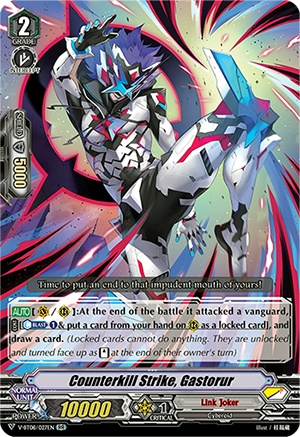 2
GRADE
INTERCEPT
5000
Time to put an end to that impudent mouth of yours!
AUTO [ ]:At the end of the battle it attacked a vanguard,
[ BLAST 1 & put a card from your hand on as a locked card], and
draw a card. (Locked cards cannot do anything. They are unlocked
and turned face up as [ ] at the end of their owner's turn)
Counterkill Strike, Gastorur
NORMAL
UNIT
POWER
10000
1
CRITICAL
Link Joker
Cyberoid
V-BT06/027EN RR
Illust /